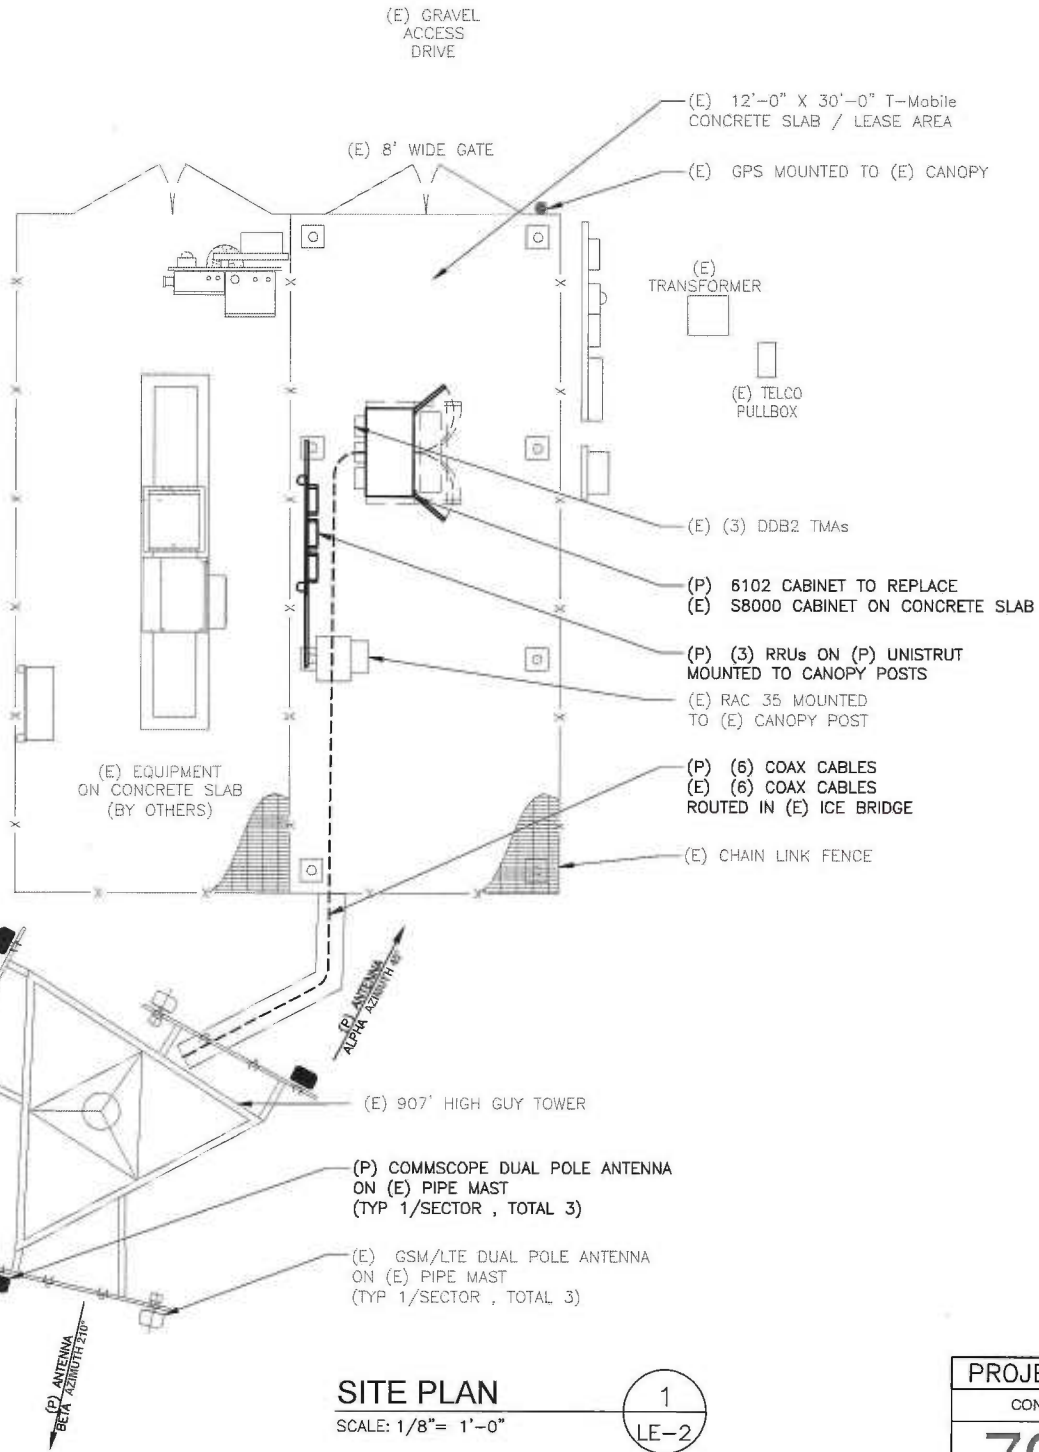 (E) GRAVEL
ACCESS
DRIVE
(E) 12'-0" X 30'-0" T-Mobile
CONCRETE SLAB / LEASE AREA
(E) 8' WIDE GATE
(E) GPS MOUNTED TO (E) CANOPY
(E)
TRANSFORMER
(E) TELCO
PULLBOX
(E) (3) DDB2 TMAs
(P) 6102 CABINET TO REPLACE
(E) S8000 CABINET ON CONCRETE SLAB
(P) (3) RRUs ON (P) UNISTRUT
MOUNTED TO CANOPY POSTS
(E) RAC 35 MOUNTED
TO (E) CANOPY POST
(E) EQUIPMENT
ON CONCRETE SLAB
(BY OTHERS)
(P) (6) COAX CABLES
(E) (6) COAX CABLES
ROUTED IN (E) ICE BRIDGE
(E) CHAIN LINK FENCE
(P) ANTENNA
ALPHA AZIMUTH
(E) 907' HIGH GUY TOWER
(P) COMMSCOPE DUAL POLE ANTENNA
ON (E) PIPE MAST
(TYP 1/SECTOR , TOTAL 3)
(E) GSM/LTE DUAL POLE ANTENNA
ON (E) PIPE MAST
(TYP 1/SECTOR , TOTAL 3)
(P) ANTENNA
BETA AZIMUTH 210°
SITE PLAN
SCALE: 1/8"= 1'-0"
1
LE-2
PROJE
CON